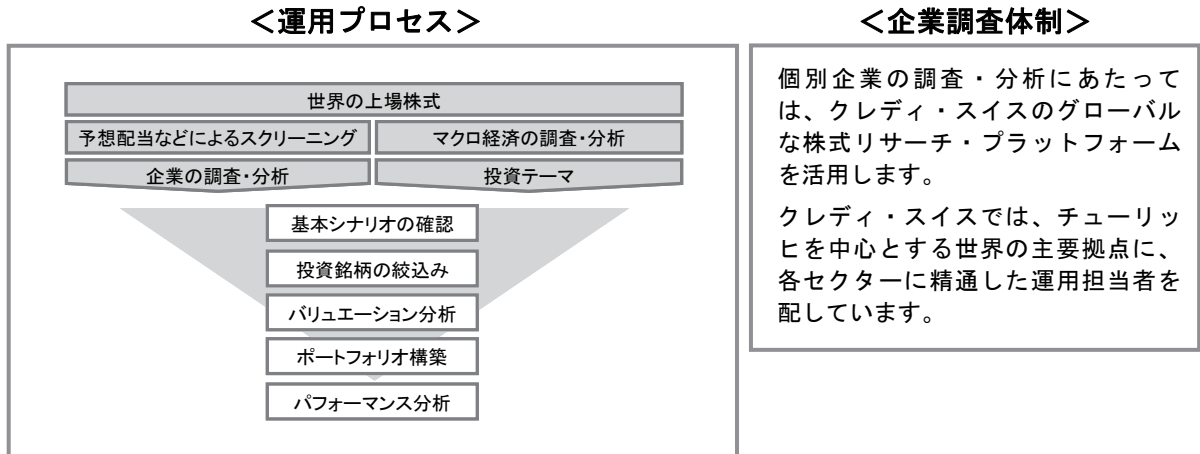 ＜運用プロセス＞
世界の上場株式
予想配当などによるスクリーニング
マクロ経済の調査・分析
企業の調査・分析
投資テーマ
基本シナリオの確認
投資銘柄の絞込み
バリュエーション分析
ポートフォリオ構築
パフォーマンス分析
＜企業調査体制＞
個別企業の調査・分析にあたって
は、クレディ・スイスのグローバル
な株式リサーチ・プラットフォーム
を活用します。
クレディ・スイスでは、チューリッ
ヒを中心とする世界の主要拠点に、
各セクターに精通した運用担当者を
配しています。